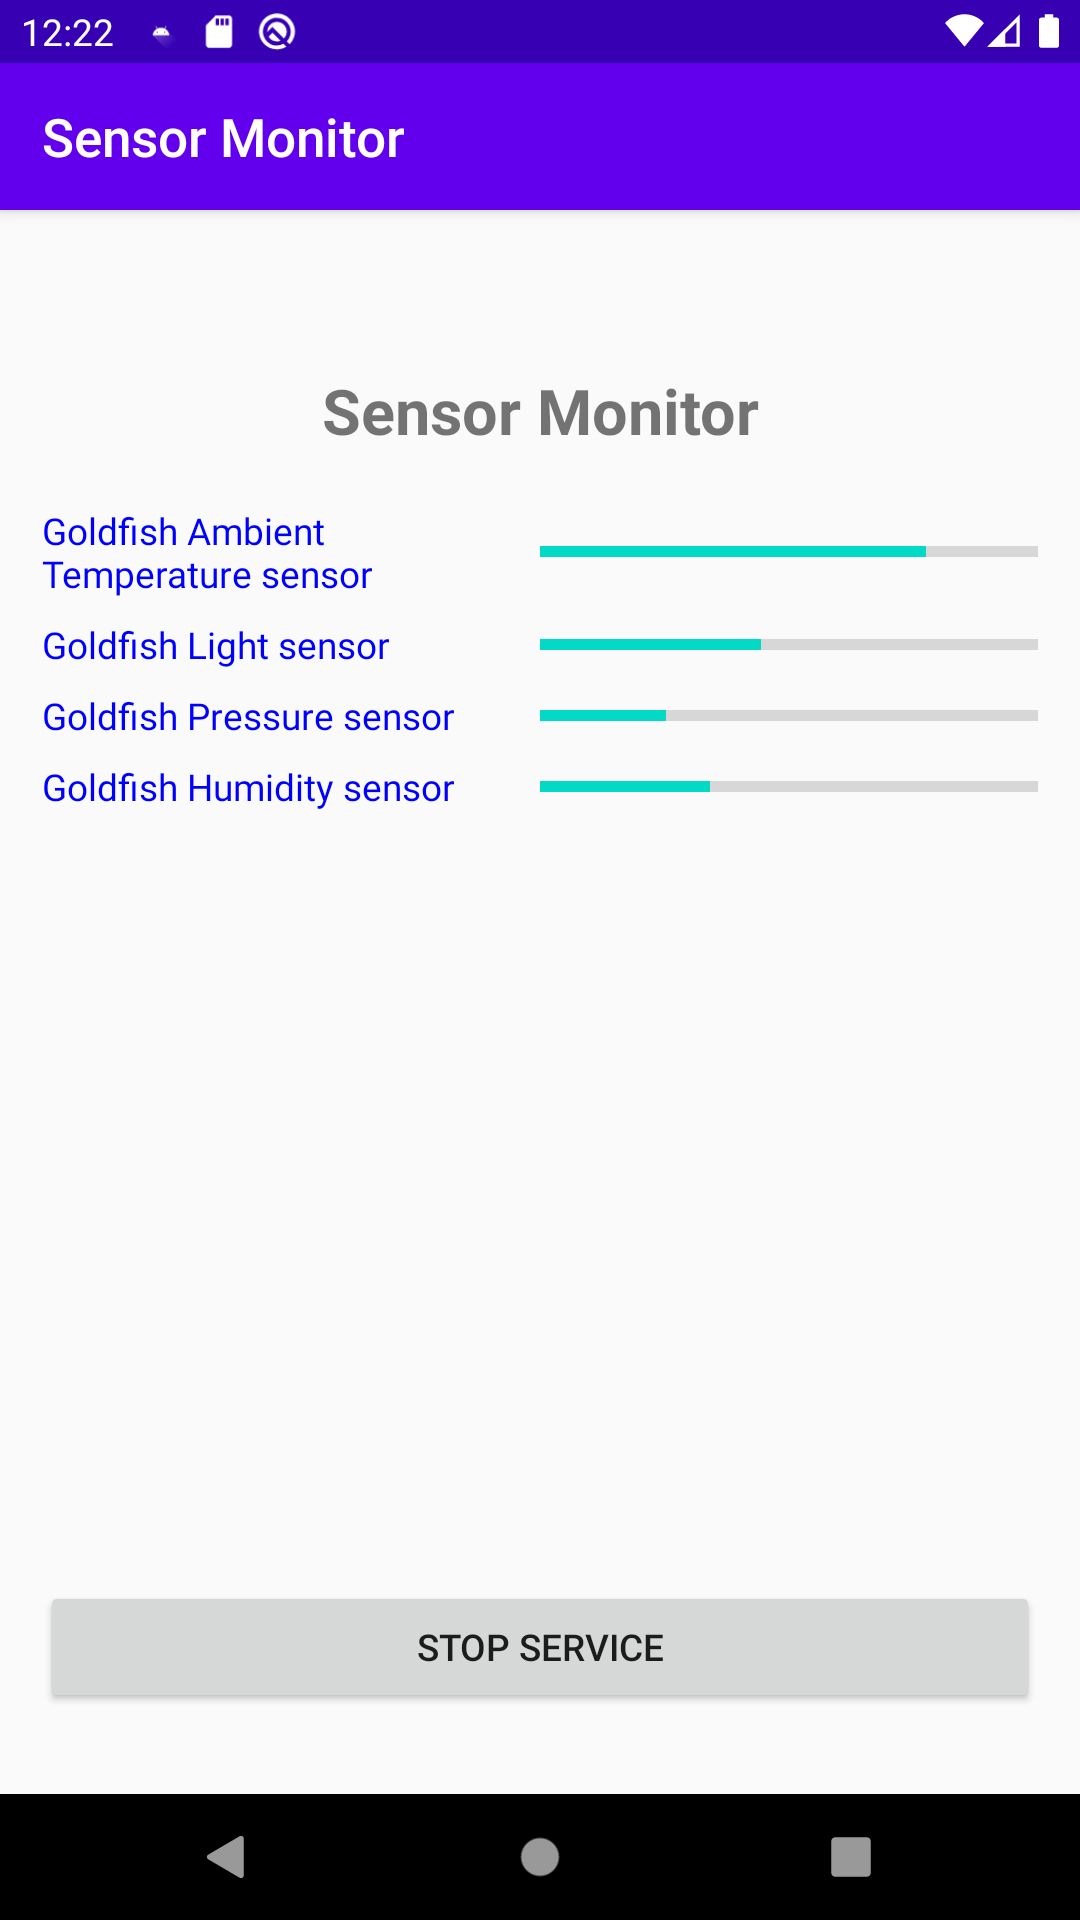 12:22
Sensor Monitor
Sensor Monitor
Goldfish Ambient
Temperature sensor
Goldfish Light sensor
Goldfish Pressure sensor
Goldfish Humidity sensor
STOP SERVICE